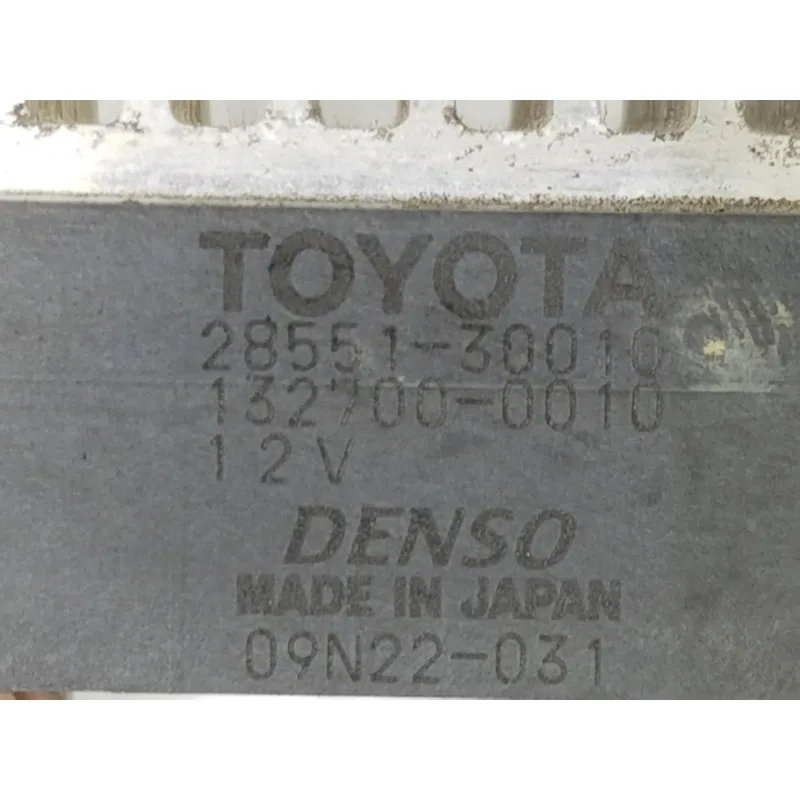 TOYOTA
28551-30010
132700-0010
12V
DENSO
MADE IN JAPAN
09N22-031